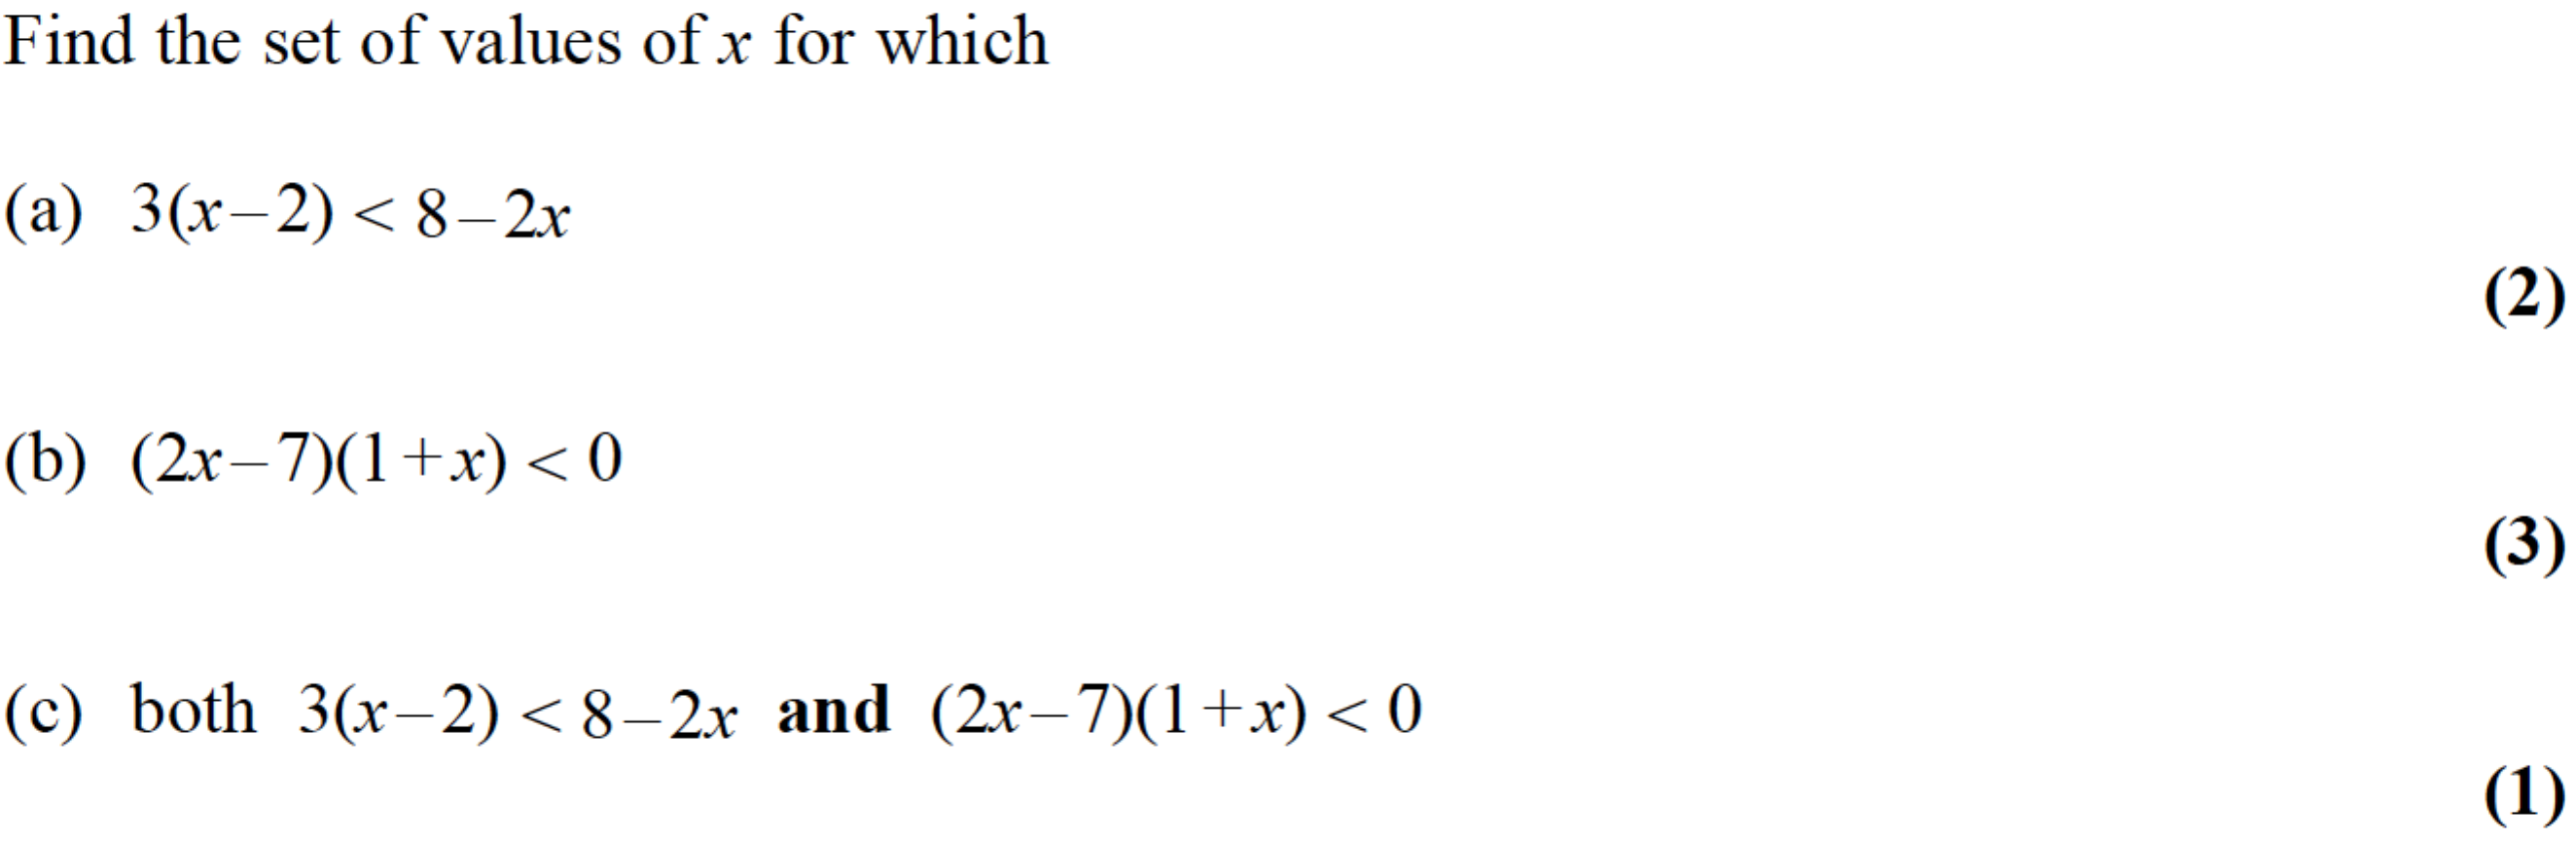 Find the set of values of x for which
(a) 3(x–2) < 8–2x
(2)
(b) (2x–7)(1+x) < 0
(3)
(c) both 3(x–2) < 8–2x and (2x–7)(1+x) < 0
(1)